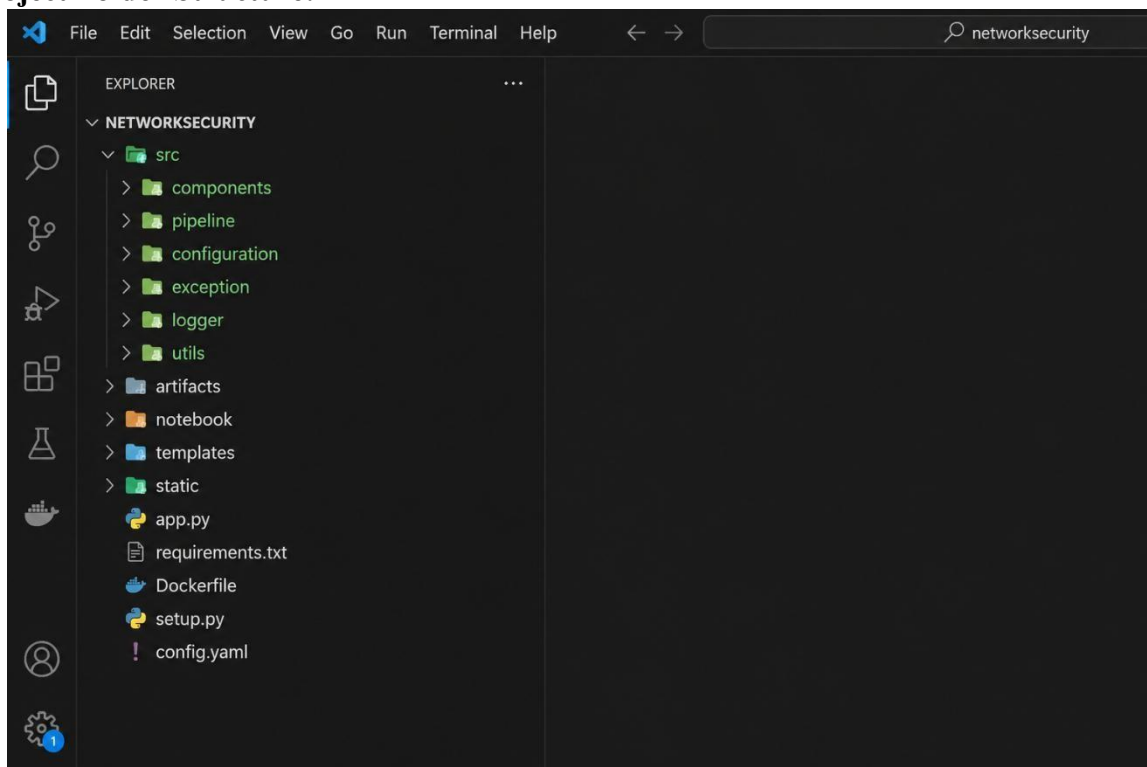 File Edit Selection View Go Run Terminal Help networksecurity
EXPLORER ...
NETWORKSECURITY
src
components
pipeline
configuration
exception
logger
utils
artifacts
notebook
templates
static
app.py
requirements.txt
Dockerfile
setup.py
! config.yaml
1